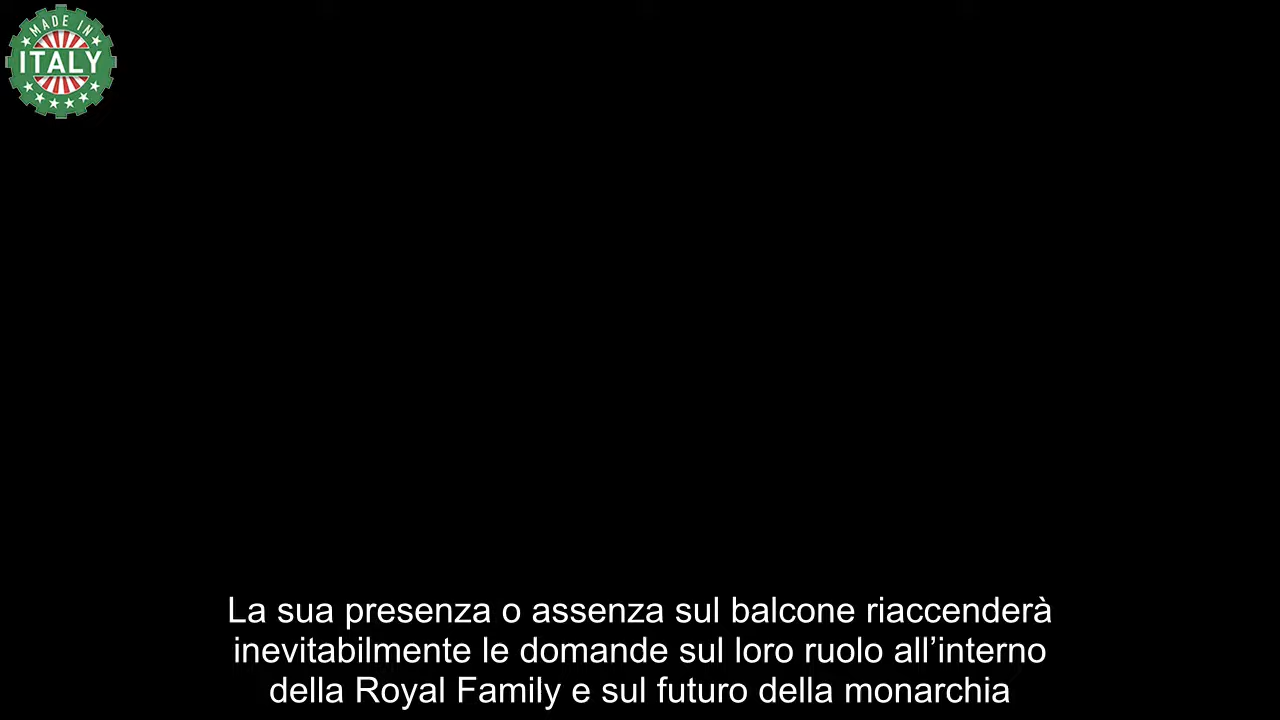 MADE IN
ITALY
La sua presenza o assenza sul balcone riaccenderà
inevitabilmente le domande sul loro ruolo all’interno
della Royal Family e sul futuro della monarchia